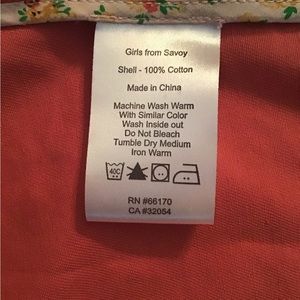 Girls from Savoy
Shell - 100% Cotton
Made in China
Machine Wash Warm
With Similar Color
Wash Inside out
Do Not Bleach
Tumble Dry Medium
Iron Warm
40C
RN #66170
CA #32054